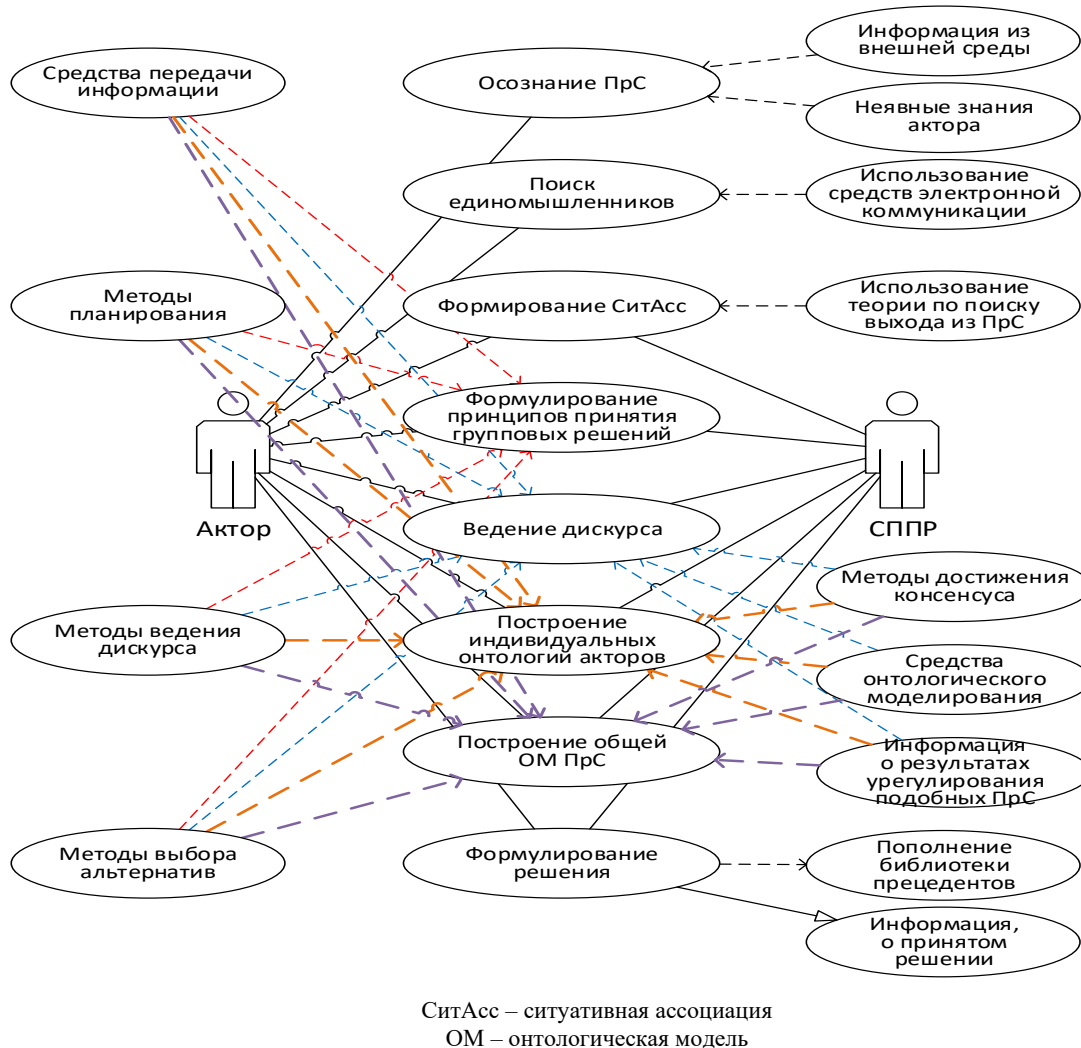 Информация из
внешней среды
Средства передачи
информации
Осознание ПрС
Неявные знания
актора
Поиск
единомышленников
Использование
средств электронной
коммуникации
Методы
планирования
Формирование СитАсс
Использование
теории по поиску
выхода из ПрС
Формулирование
принципов принятия
групповых решений
Актор
Ведение дискурса
СППР
Методы достижения
консенсуса
Методы ведения
дискурса
Построение
индивидуальных
онтологий акторов
Средства
онтологического
моделирования
Построение общей
ОМ ПрС
Информация
о результатах
урегулирования
подобных ПрС
Методы выбора
альтернатив
Формулирование
решения
Пополнение
библиотеки
прецедентов
Информация,
о принятом
решении
СитАсс – ситуативная ассоциация
ОМ – онтологическая модель